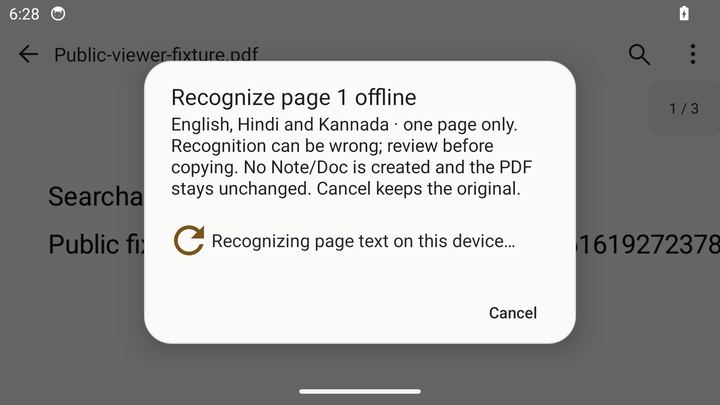 6:28
Public-viewer-fixture.pdf
1 / 3
Recognize page 1 offline
English, Hindi and Kannada · one page only.
Recognition can be wrong; review before
copying. No Note/Doc is created and the PDF
stays unchanged. Cancel keeps the original.
Searcha
Public fi
Recognizing page text on this device…
1619272378
Cancel